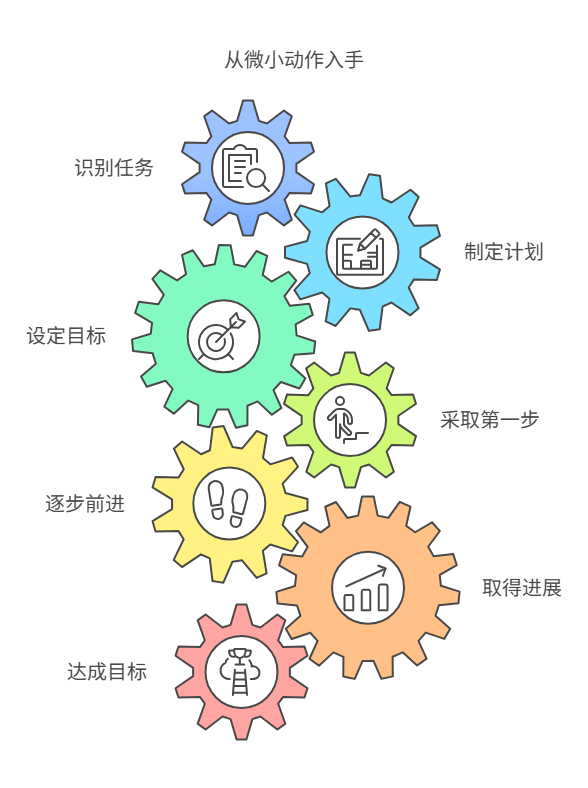 从微小动作入手
识别任务
制定计划
设定目标
采取第一步
逐步前进
取得进展
达成目标